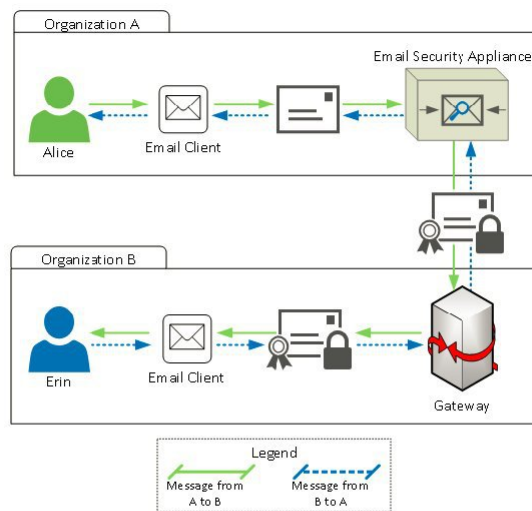 Organization A
Email Security Appliance
Alice
Email Client
Organization B
Erin
Email Client
Gateway
Legend
Message from
A to B
Message from
B to A